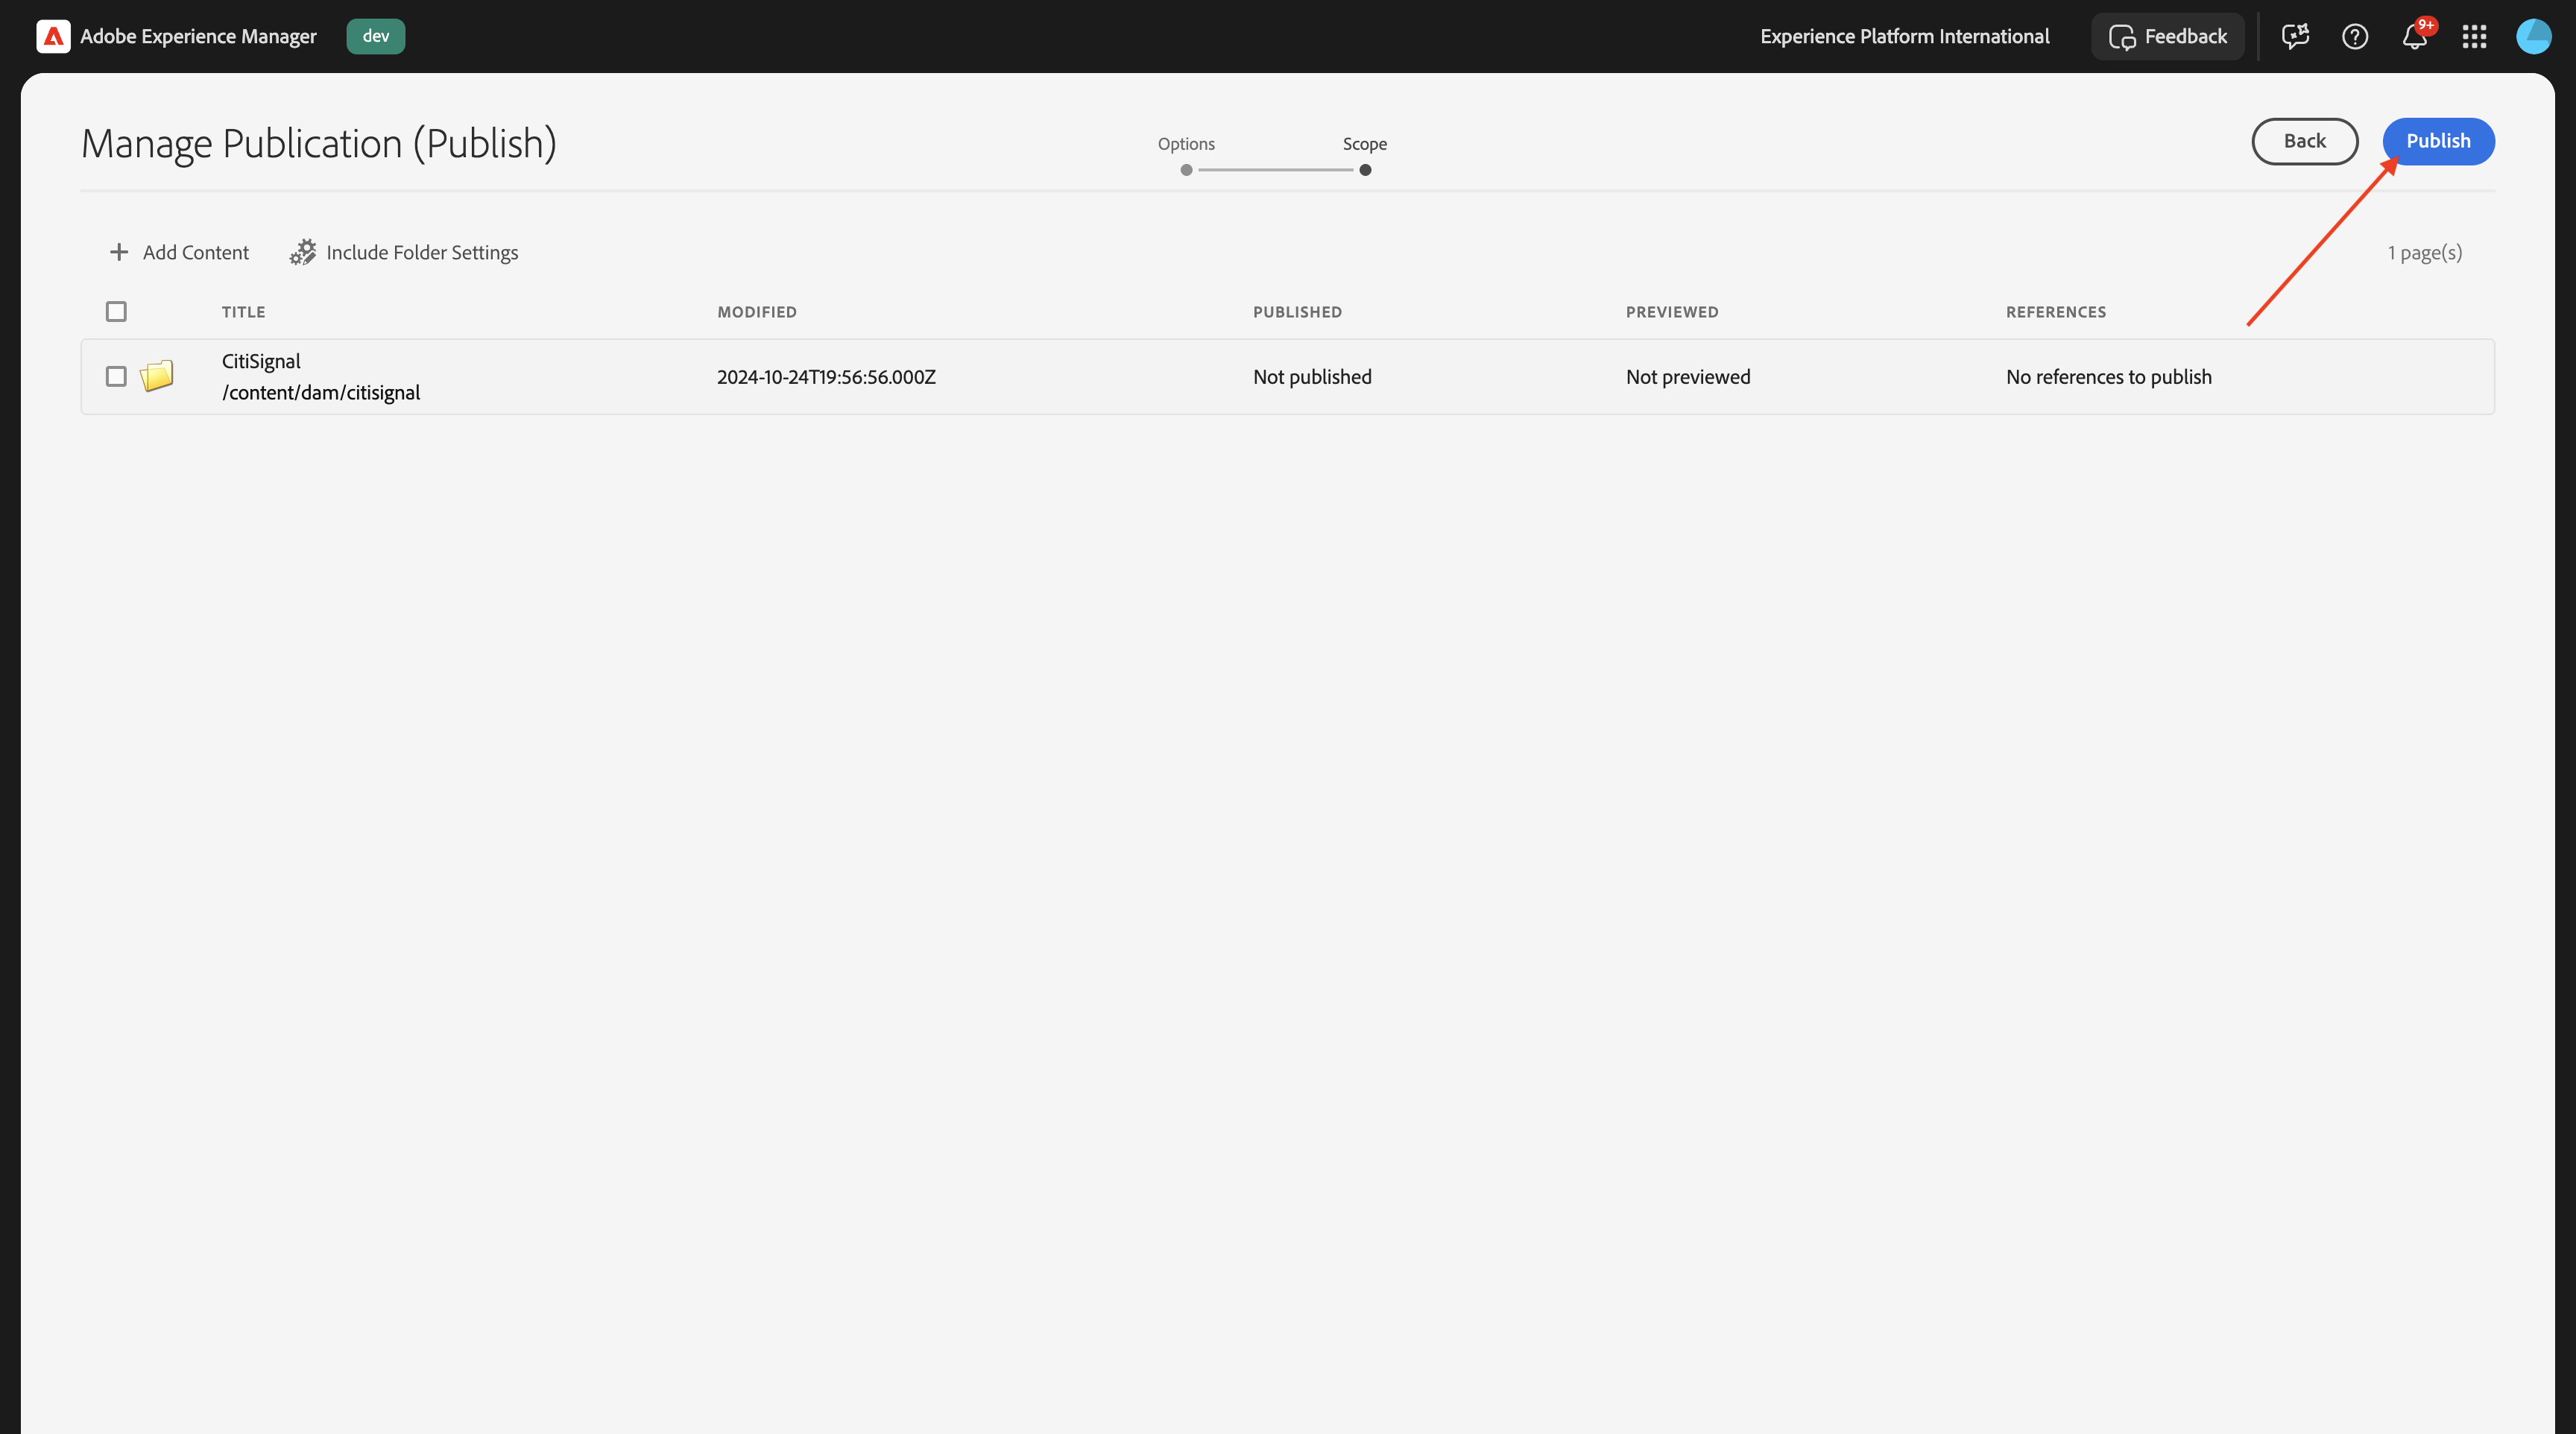 Adobe Experience Manager dev Experience Platform International Feedback 9+
Manage Publication (Publish) Options Scope Back Publish
Add Content Include Folder Settings 1 page(s)
TITLE MODIFIED PUBLISHED PREVIEWED REFERENCES
CitiSignal
/content/dam/citisignal 2024-10-24T19:56:56.000Z Not published Not previewed No references to publish